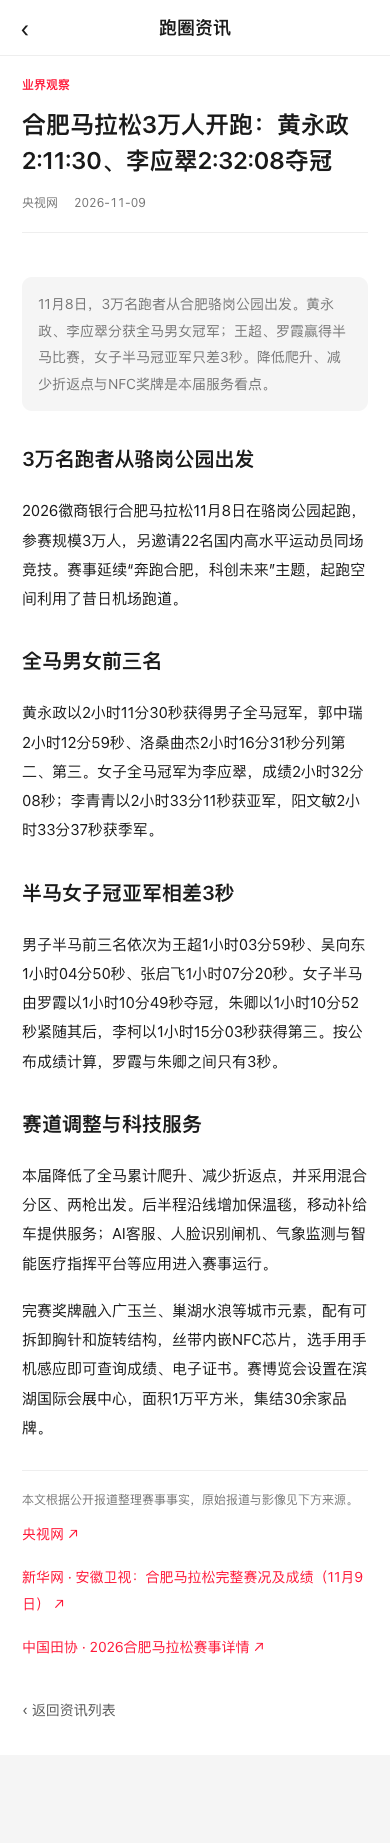 ‹ 跑圈资讯
业界观察
合肥马拉松3万人开跑：黄永政
2:11:30、李应翠2:32:08夺冠
央视网 2026-11-09
11月8日，3万名跑者从合肥骆岗公园出发。黄永
政、李应翠分获全马男女冠军；王超、罗霞赢得半
马比赛，女子半马冠亚军只差3秒。降低爬升、减
少折返点与NFC奖牌是本届服务看点。
3万名跑者从骆岗公园出发
2026徽商银行合肥马拉松11月8日在骆岗公园起跑，
参赛规模3万人，另邀请22名国内高水平运动员同场
竞技。赛事延续“奔跑合肥，科创未来”主题，起跑空
间利用了昔日机场跑道。
全马男女前三名
黄永政以2小时11分30秒获得男子全马冠军，郭中瑞
2小时12分59秒、洛桑曲杰2小时16分31秒分列第
二、第三。女子全马冠军为李应翠，成绩2小时32分
08秒；李青青以2小时33分11秒获亚军，阳文敏2小
时33分37秒获季军。
半马女子冠亚军相差3秒
男子半马前三名依次为王超1小时03分59秒、吴向东
1小时04分50秒、张启飞1小时07分20秒。女子半马
由罗霞以1小时10分49秒夺冠，朱卿以1小时10分52
秒紧随其后，李柯以1小时15分03秒获得第三。按公
布成绩计算，罗霞与朱卿之间只有3秒。
赛道调整与科技服务
本届降低了全马累计爬升、减少折返点，并采用混合
分区、两枪出发。后半程沿线增加保温毯，移动补给
车提供服务；AI客服、人脸识别闸机、气象监测与智
能医疗指挥平台等应用进入赛事运行。
完赛奖牌融入广玉兰、巢湖水浪等城市元素，配有可
拆卸胸针和旋转结构，丝带内嵌NFC芯片，选手用手
机感应即可查询成绩、电子证书。赛博览会设置在滨
湖国际会展中心，面积1万平方米，集结30余家品
牌。
本文根据公开报道整理赛事事实，原始报道与影像见下方来源。
央视网 ↗
新华网 · 安徽卫视：合肥马拉松完整赛况及成绩（11月9
日） ↗
中国田协 · 2026合肥马拉松赛事详情 ↗
‹ 返回资讯列表